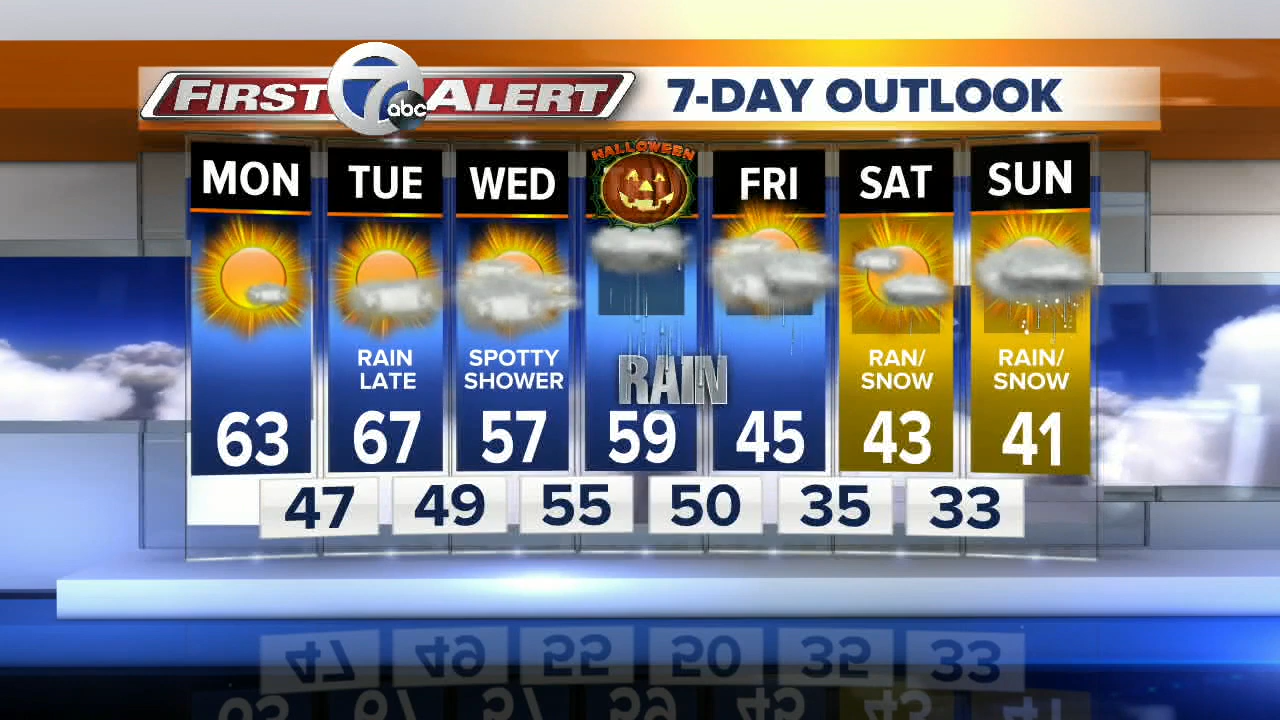 FIRST 7 abc ALERT 7-DAY OUTLOOK
MON TUE WED HALLOWEEN FRI SAT SUN
RAIN
LATE
SPOTTY
SHOWER
RAIN
RAN/
SNOW
RAIN/
SNOW
63 67 57 59 45 43 41
47 49 55 50 35 33